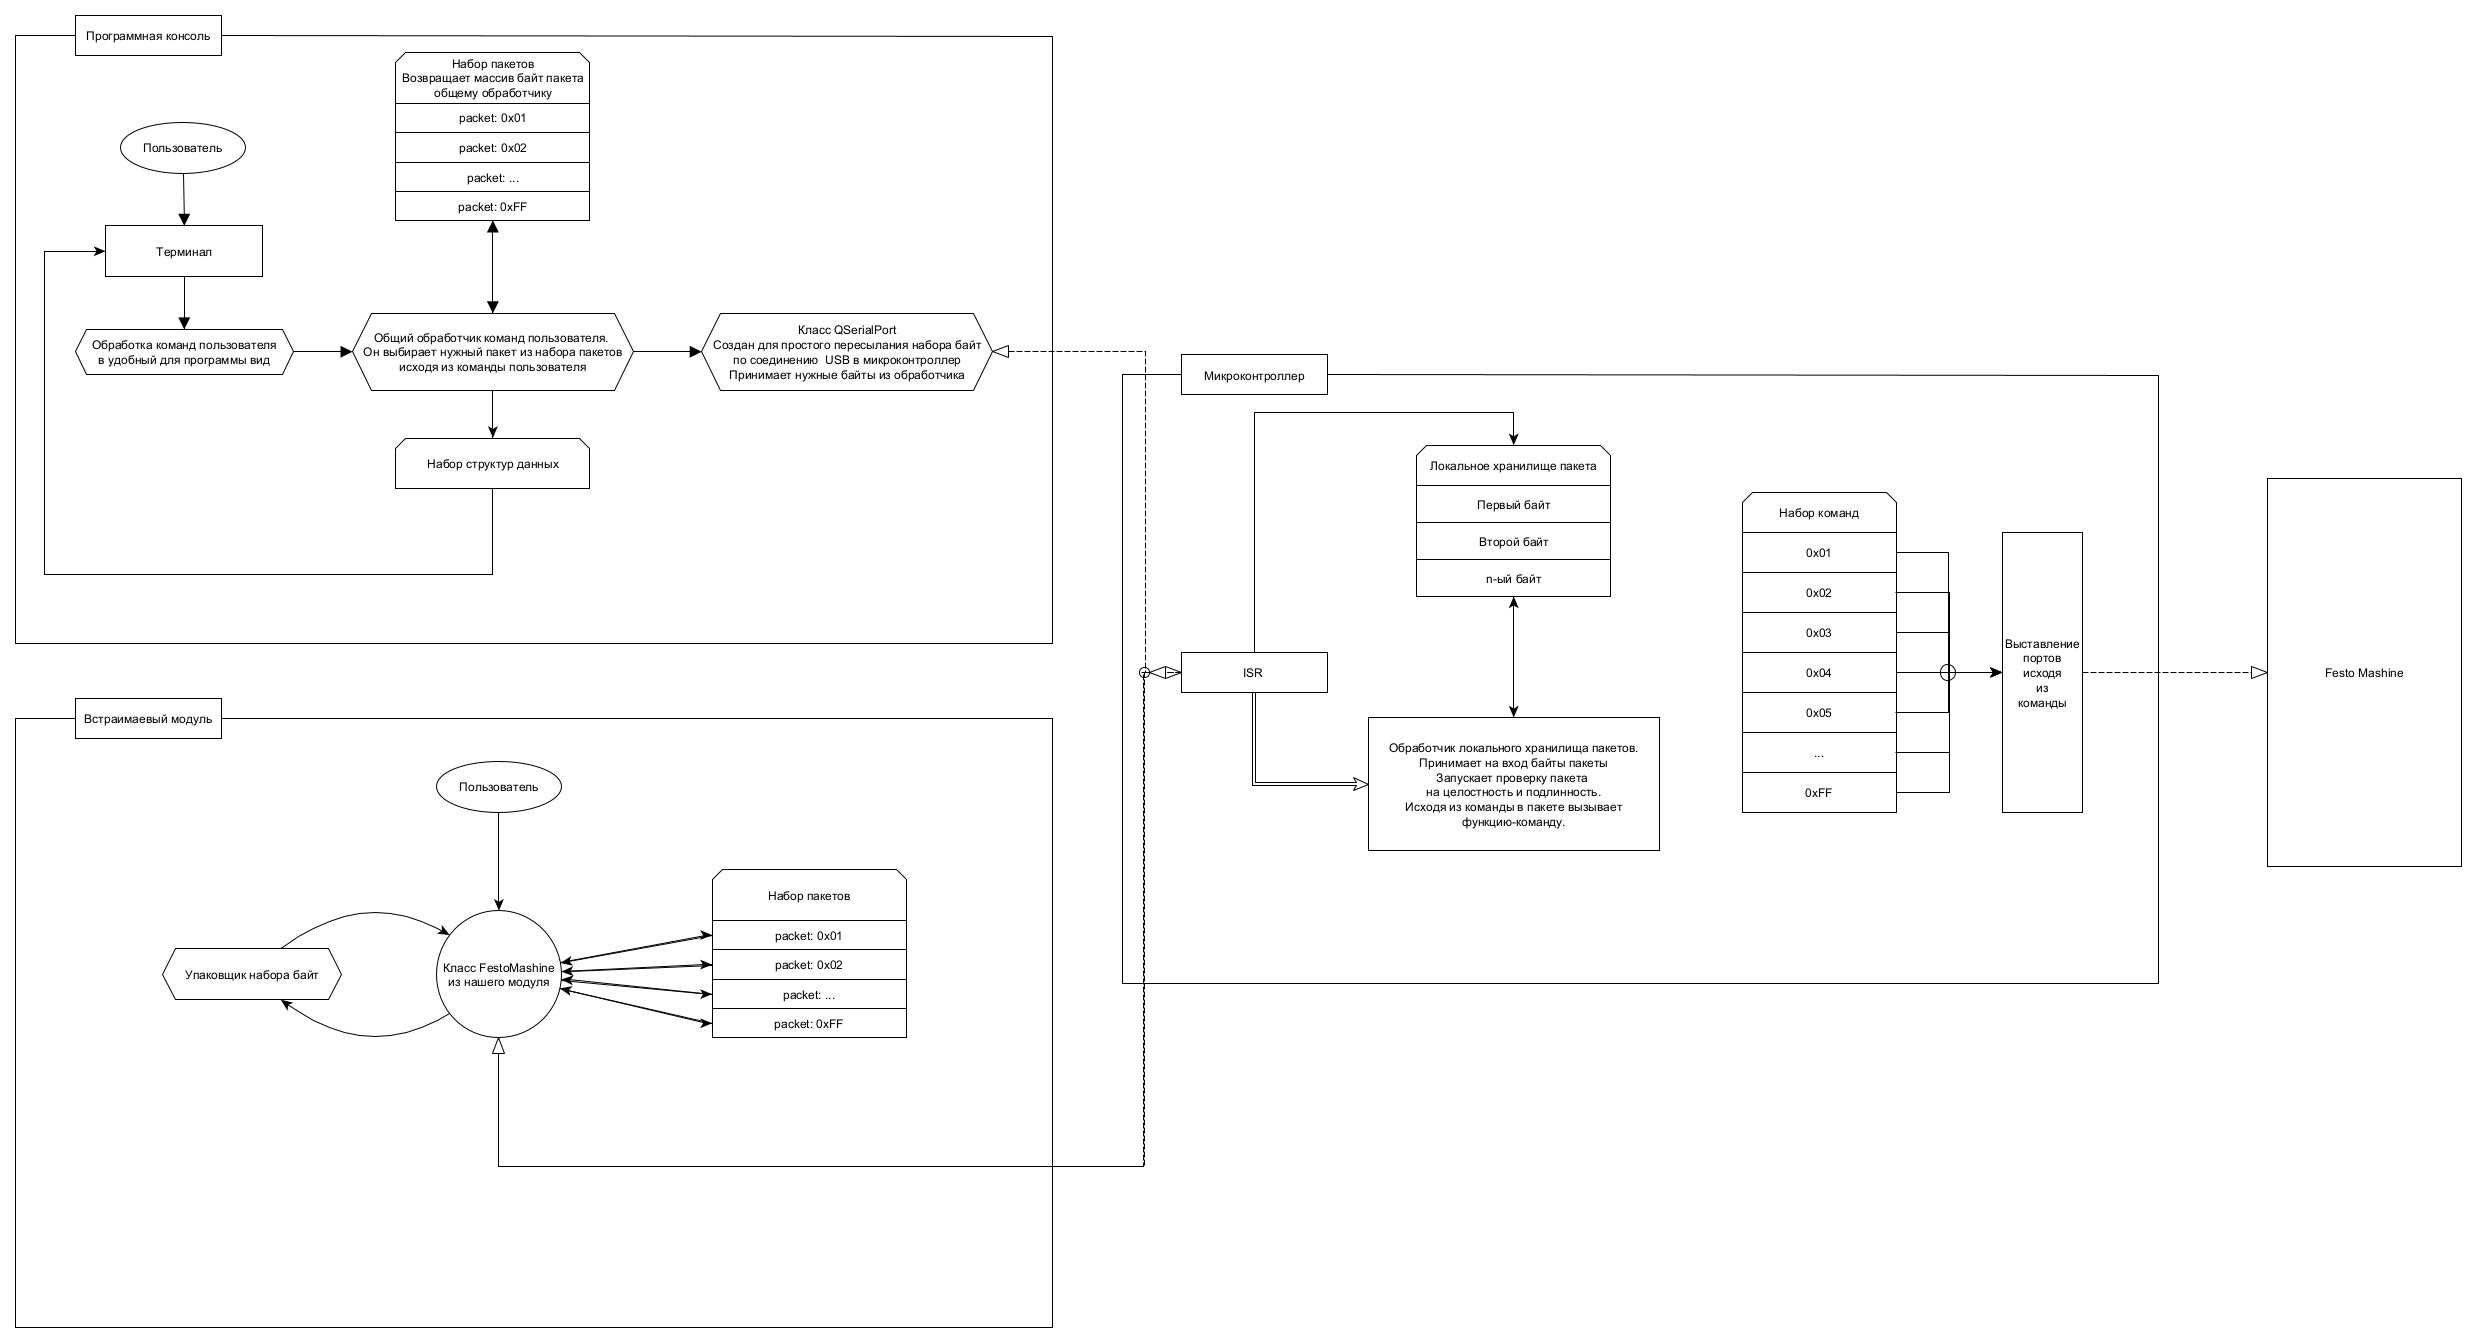 Программная консоль
Набор пакетов
Возвращает массив байт пакета
общему обработчику
packet: 0x01
packet: 0x02
packet: ...
packet: 0xFF
Пользователь
Терминал
Обработка команд пользователя
в удобный для программы вид
Общий обработчик команд пользователя.
Он выбирает нужный пакет из набора пакетов
исходя из команды пользователя
Класс QSerialPort
Создан для простого пересылания набора байт
по соединению USB в микроконтроллер
Принимает нужные байты из обработчика
Набор структур данных
Микроконтроллер
Локальное хранилище пакета
Первый байт
Второй байт
n-ый байт
ISR
Обработчик локального хранилища пакетов.
Принимает на вход байты пакеты
Запускает проверку пакета
на целостность и подлинность.
Исходя из команды в пакете вызывает
функцию-команду.
Набор команд
0x01
0x02
0x03
0x04
0x05
...
0xFF
Выставление
портов
исходя
из
команды
Festo Mashine
Встраимаевый модуль
Пользователь
Упаковщик набора байт
Класс FestoMashine
из нашего модуля
Набор пакетов
packet: 0x01
packet: 0x02
packet: ...
packet: 0xFF